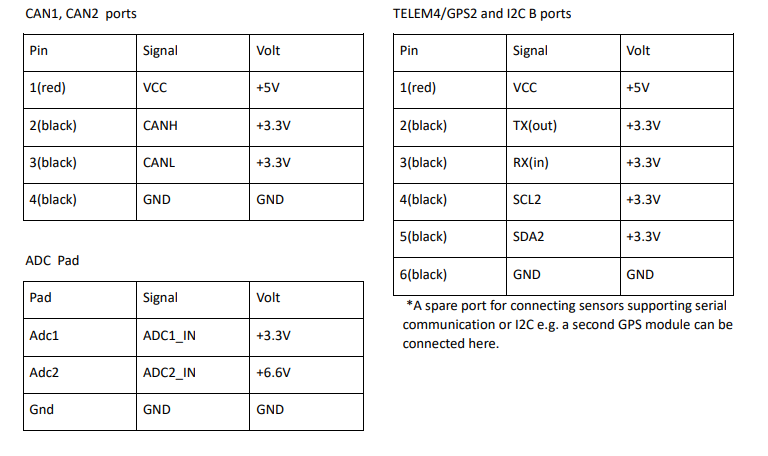 CAN1, CAN2 ports
Pin Signal Volt
1(red) VCC +5V
2(black) CANH +3.3V
3(black) CANL +3.3V
4(black) GND GND
ADC Pad
Pad Signal Volt
Adc1 ADC1_IN +3.3V
Adc2 ADC2_IN +6.6V
Gnd GND GND
TELEM4/GPS2 and I2C B ports
Pin Signal Volt
1(red) VCC +5V
2(black) TX(out) +3.3V
3(black) RX(in) +3.3V
4(black) SCL2 +3.3V
5(black) SDA2 +3.3V
6(black) GND GND
*A spare port for connecting sensors supporting serial
communication or I2C e.g. a second GPS module can be
connected here.